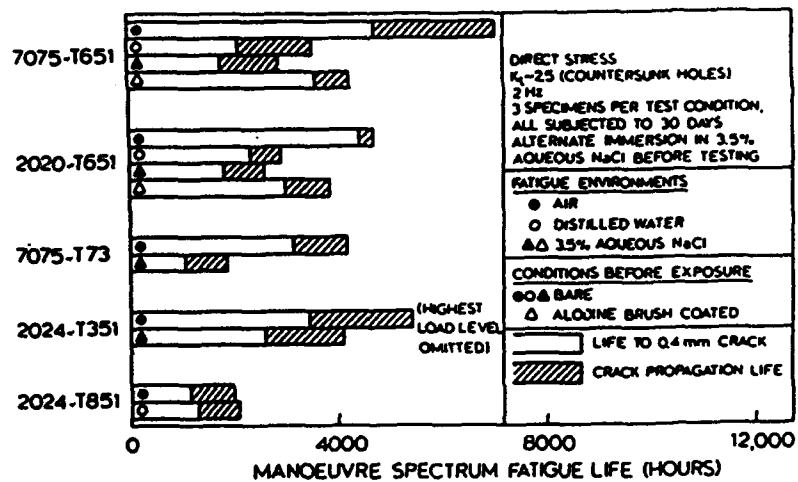 7075-T651
2020-T651
7075-T73
2024-T351
2024-T851
(HIGHEST
LOAD LEVEL
OMITTED)
DIRECT STRESS
Kt~2.5 (COUNTERSUNK HOLES)
2 Hz
3 SPECIMENS PER TEST CONDITION,
ALL SUBJECTED TO 30 DAYS
ALTERNATE IMMERSION IN 3.5%
AQUEOUS NaCl BEFORE TESTING
FATIGUE ENVIRONMENTS
● AIR
○ DISTILLED WATER
▲△ 3.5% AQUEOUS NaCl
CONDITIONS BEFORE EXPOSURE
●○▲ BARE
△ ALODINE BRUSH COATED
LIFE TO 0.4 mm CRACK
CRACK PROPAGATION LIFE
0 4000 8000 12,000
MANOEUVRE SPECTRUM FATIGUE LIFE (HOURS)